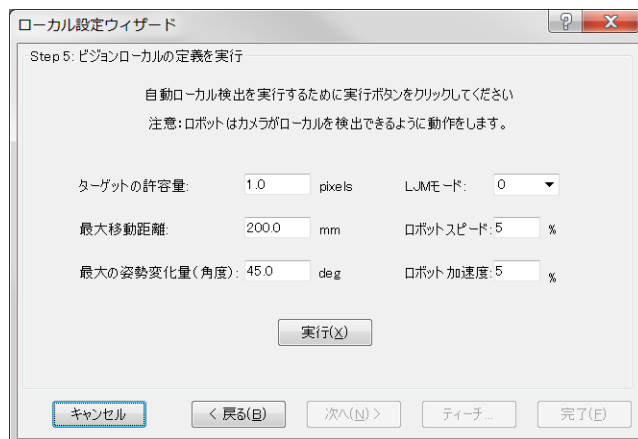 ローカル設定ウィザード
Step 5: ビジョンローカルの定義を実行
自動ローカル検出を実行するために実行ボタンをクリックしてください
注意：ロボットはカメラがローカルを検出できるように動作をします。
ターゲットの許容量: 1.0 pixels LJMモード: 0
最大移動距離: 200.0 mm ロボットスピード: 5 %
最大の姿勢変化量(角度): 45.0 deg ロボット加速度: 5 %
実行(X)
キャンセル < 戻る(B) 次へ(N) > ティーチ... 完了(F)